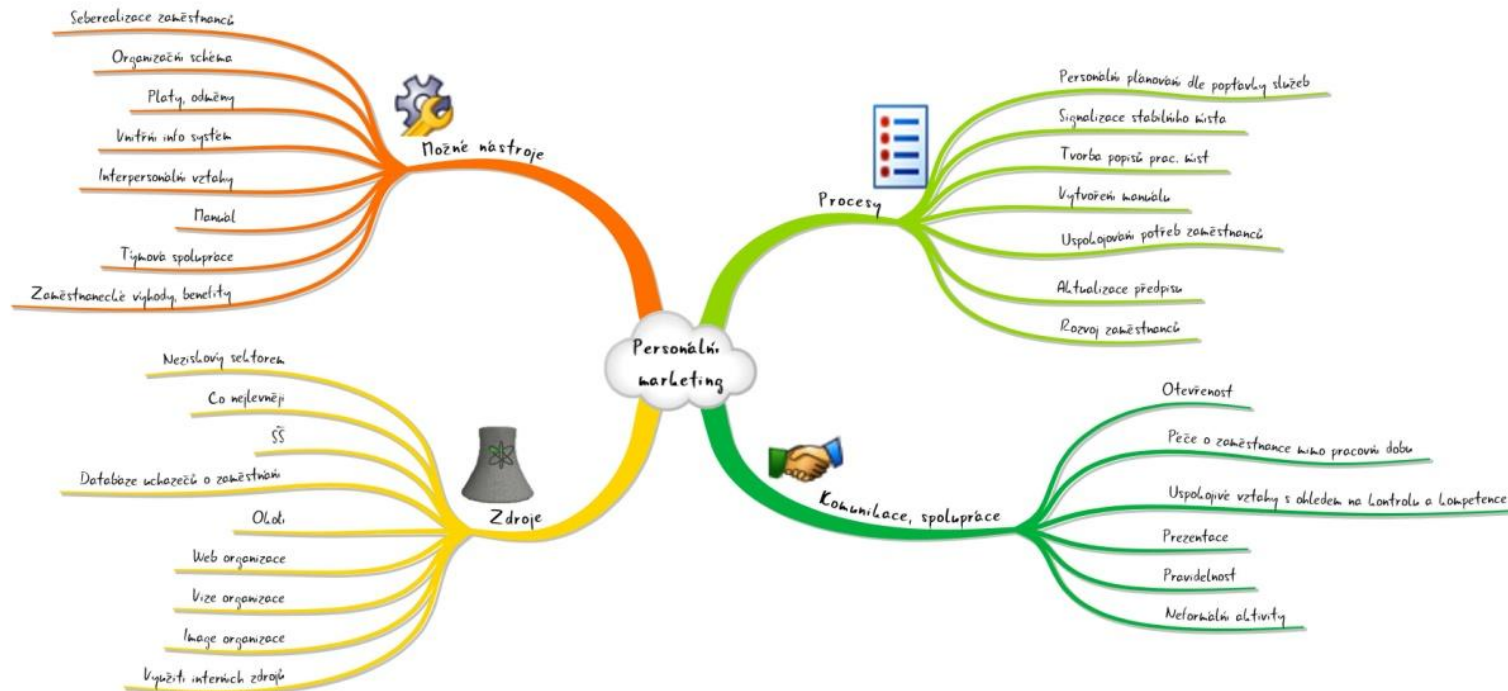 Seberealizace zaměstnanců
Organizační schéma
Platy, odměny
Vnitřní info systém
Interpersonální vztahy
Manuál
Týmová spolupráce
Zaměstnanecké výhody, benefity
Možné nástroje
Personální plánování dle poptávky služeb
Signalizace stabilního místa
Tvorba popisů prac. míst
Vytvoření manuálu
Uspokojování potřeb zaměstnanců
Aktualizace předpisu
Rozvoj zaměstnanců
Procesy
Personální
marketing
Neziskový sektorem
Co nejlevněji
SŠ
Databáze uchazečů o zaměstnání
Okolí
Web organizace
Vize organizace
Image organizace
Využití interních zdrojů
Zdroje
Otevřenost
Péče o zaměstnance mimo pracovní dobu
Uspokojivé vztahy s ohledem na kontrolu a kompetence
Prezentace
Pravidelnost
Neformální aktivity
Komunikace, spolupráce